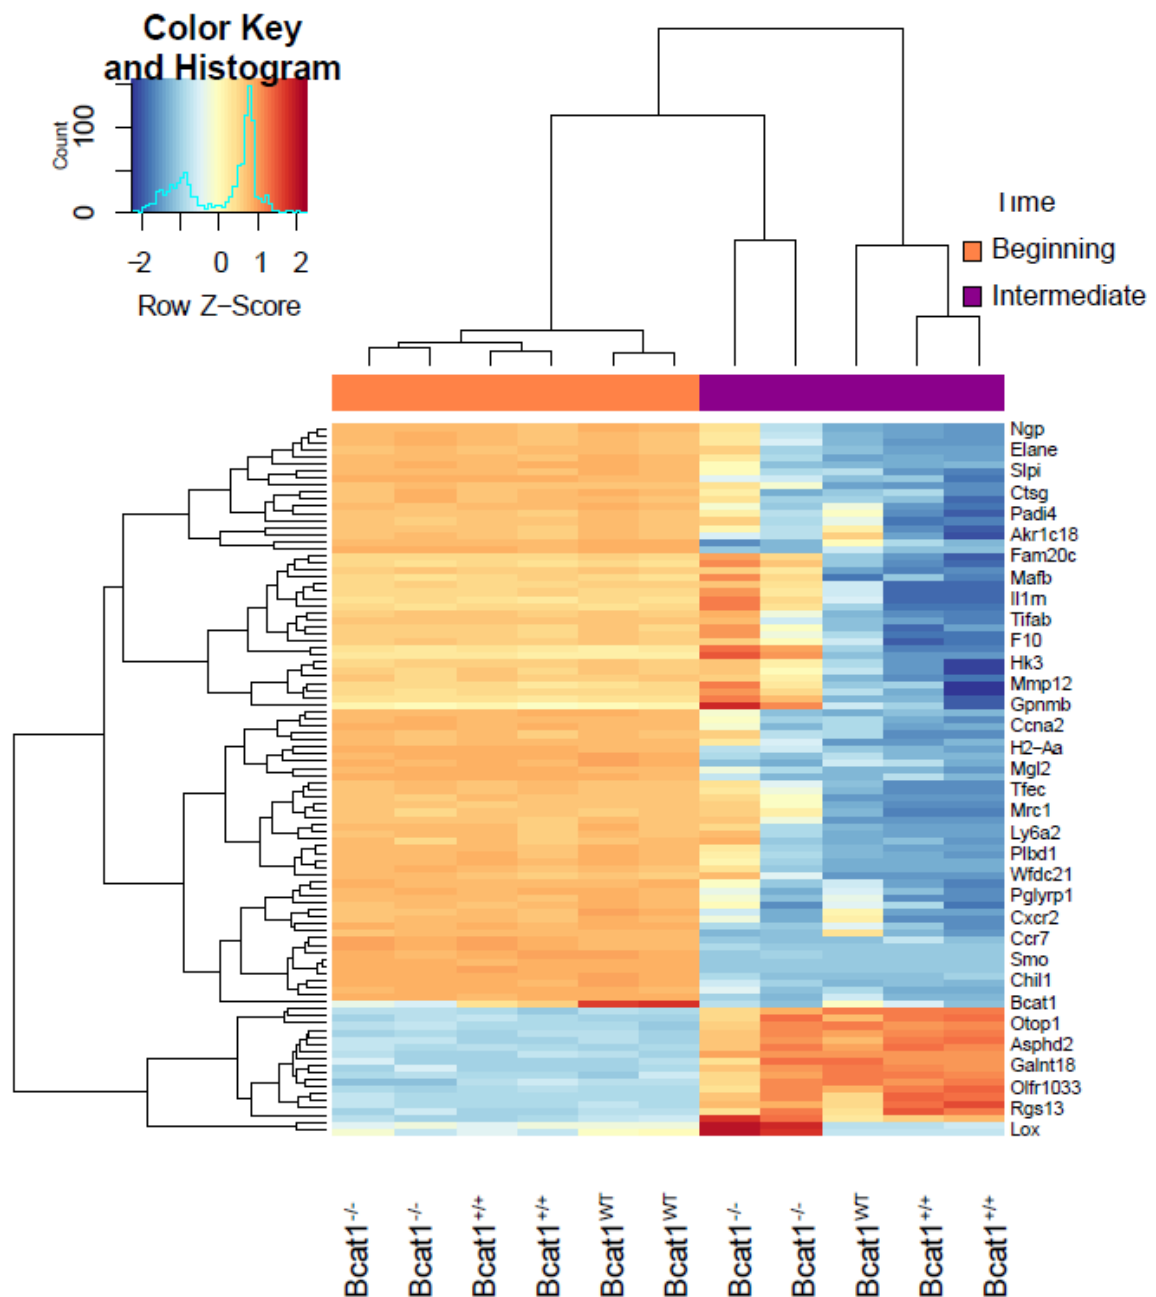 Color Key
and Histogram
Count
0
100
-2
0
1
2
Row Z-Score
Time
Beginning
Intermediate
Ngp
Elane
Slpi
Ctsg
Padi4
Akr1c18
Fam20c
Mafb
Il1rn
Tifab
F10
Hk3
Mmp12
Gpnmb
Ccna2
H2-Aa
Mgl2
Tfec
Mrc1
Ly6a2
Plbd1
Wfdc21
Pglyrp1
Cxcr2
Ccr7
Smo
Chil1
Bcat1
Otop1
Asphd2
Galnt18
Olfr1033
Rgs13
Lox
Bcat1-/-
Bcat1-/-
Bcat1+/+
Bcat1+/+
Bcat1WT
Bcat1WT
Bcat1-/-
Bcat1-/-
Bcat1WT
Bcat1+/+
Bcat1+/+